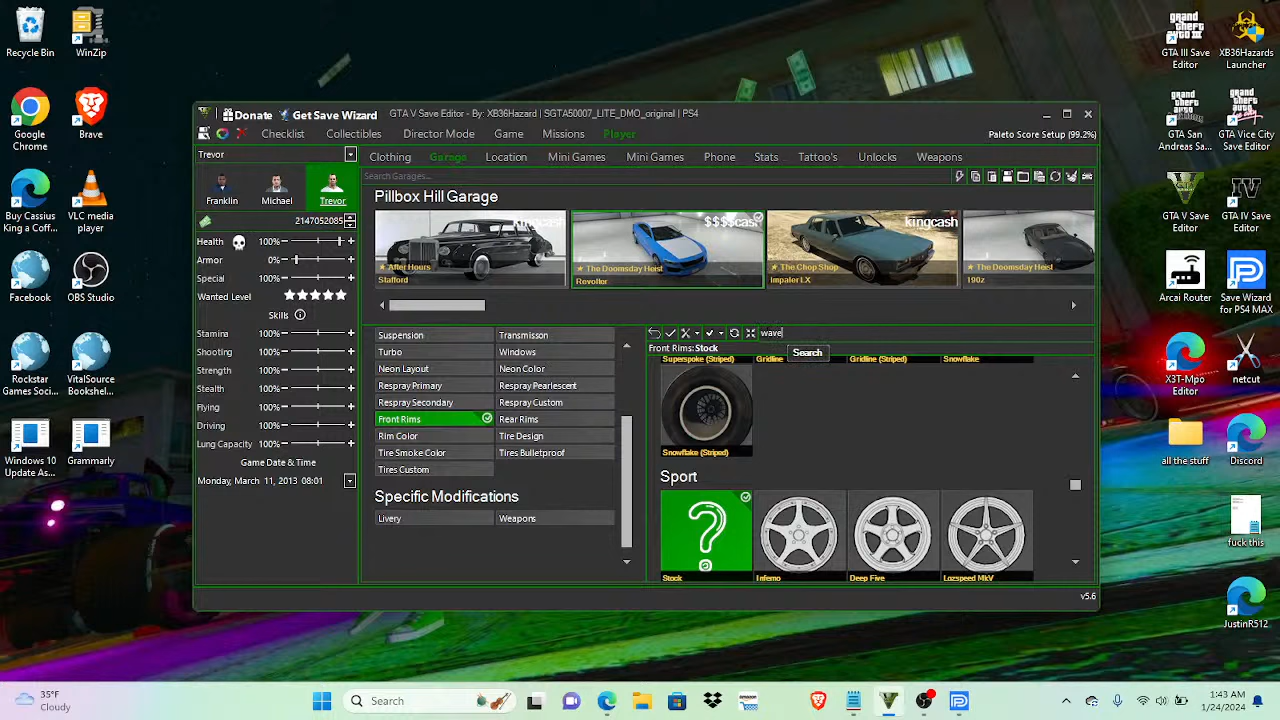 Recycle Bin
WinZip
Google Chrome
Brave
Buy Cassius King a Save ...
VLC media player
Facebook
OBS Studio
Rockstar Games Soci...
VitalSource Bookshel...
Windows 10 Update As...
Grammarly
GTA III Save Editor
XB36Hazards Launcher
GTA San Andreas Sa...
GTA Vice City Save Editor
GTA V Save Editor
GTA IV Save Editor
Arcai Router
Save Wizard for PS4 MAX
X3T-Mpo Editor
netcut
all the stuff
Discord
fuck this
JustinR512_
Donate Get Save Wizard GTA V Save Editor - By XB36Hazard | SGTA50007_LITE_DMO_original | PS4
Checklist Collectibles Director Mode Game Missions Player Paleto Score Setup (99.2%)
Trevor
Clothing Garage Location Mini Games Mini Games Phone Stats Tattoo's Unlocks Weapons
Search Garages...
Franklin Michael Trevor
2147052085
Health 100%
Armor 0%
Special 100%
Wanted Level
Skills
Stamina 100%
Shooting 100%
Strength 100%
Stealth 100%
Flying 100%
Driving 100%
Lung Capacity 100%
Game Date & Time
Monday, March 11, 2013 08:01
Pillbox Hill Garage
kingcash
After Hours
Stafford
$$$$cas
The Doomsday Heist
Revolter
kingcash
The Chop Shop
Impaler LX
The Doomsday Heist
190z
Suspension Transmisson
Turbo Windows
Neon Layout Neon Color
Respray Primary Respray Pearlescent
Respray Secondary Respray Custom
Front Rims Rear Rims
Rim Color Tire Design
Tire Smoke Color Tires Bulletproof
Tires Custom
Specific Modifications
Livery Weapons
wave
Front Rims: Stock
Search
Superspoke (Striped) Gridline Gridline (Striped) Snowflake
Snowflake (Striped)
Sport
Stock Inferno Deep Five Lozspeed MkV
v5.6
35°F
Cloudy
Search
1:43 AM
1/24/2024